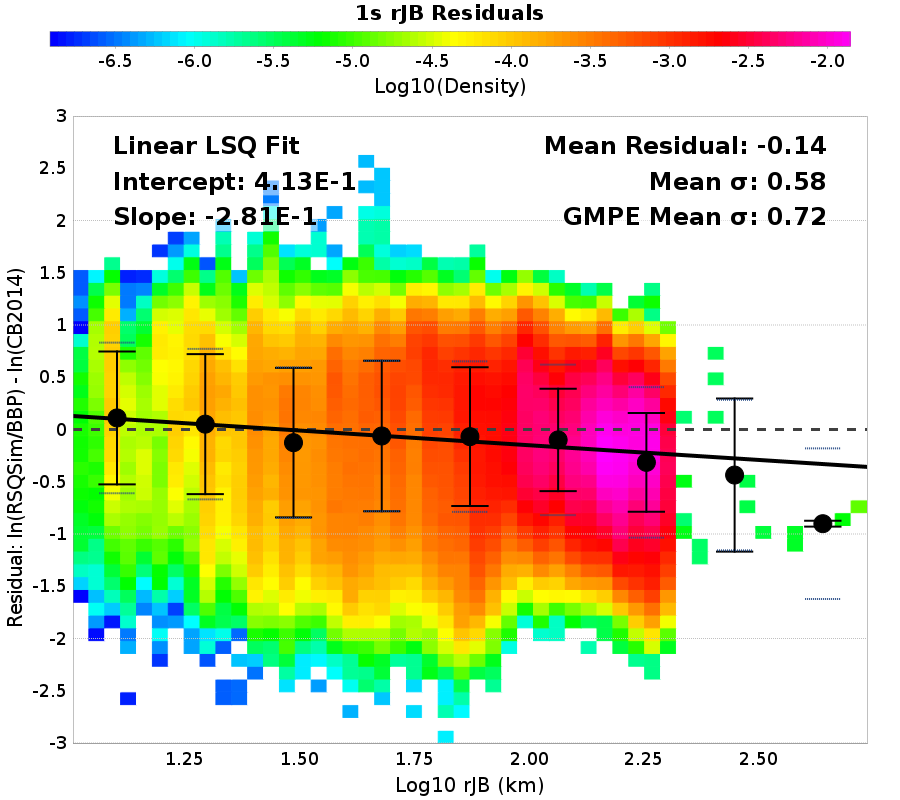 1s rJB Residuals
-6.5 -6.0 -5.5 -5.0 -4.5 -4.0 -3.5 -3.0 -2.5 -2.0
Log10(Density)
Linear LSQ Fit
Intercept: 4.13E-1
Slope: -2.81E-1
Mean Residual: -0.14
Mean σ: 0.58
GMPE Mean σ: 0.72
Residual: ln(RSQSim/BBP) - ln(CB2014)
3
2.5
2
1.5
1
0.5
0
-0.5
-1
-1.5
-2
-2.5
-3
1.25 1.50 1.75 2.00 2.25 2.50
Log10 rJB (km)